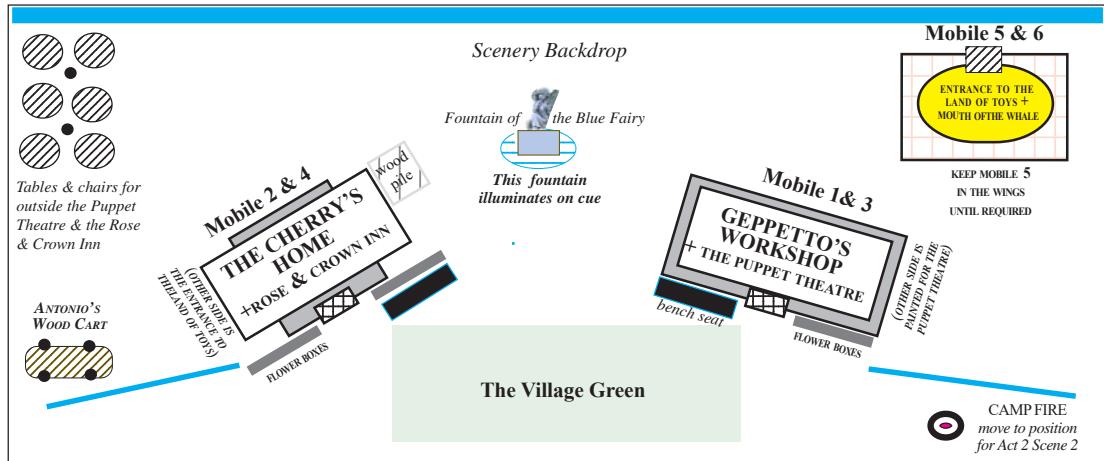 Scenery Backdrop
Mobile 5 & 6
ENTRANCE TO THE
LAND OF TOYS +
MOUTH OFTHE WHALE
KEEP MOBILE 5
IN THE WINGS
UNTIL REQUIRED
Fountain of the Blue Fairy
This fountain
illuminates on cue
Tables & chairs for
outside the Puppet
Theatre & the Rose
& Crown Inn
wood
pile
Mobile 2 & 4
THE CHERRY'S
HOME
+ROSE & CROWN INN
(OTHER SIDE IS
THE ENTRANCE TO
THELAND OF TOYS)
FLOWER BOXES
Mobile 1& 3
GEPPETTO'S
WORKSHOP
+ THE PUPPET THEATRE
bench seat
FLOWER BOXES
(OTHER SIDE IS
PAINTED FOR THE
PUPPET THEATRE)
ANTONIO'S
WOOD CART
The Village Green
CAMP FIRE
move to position
for Act 2 Scene 2